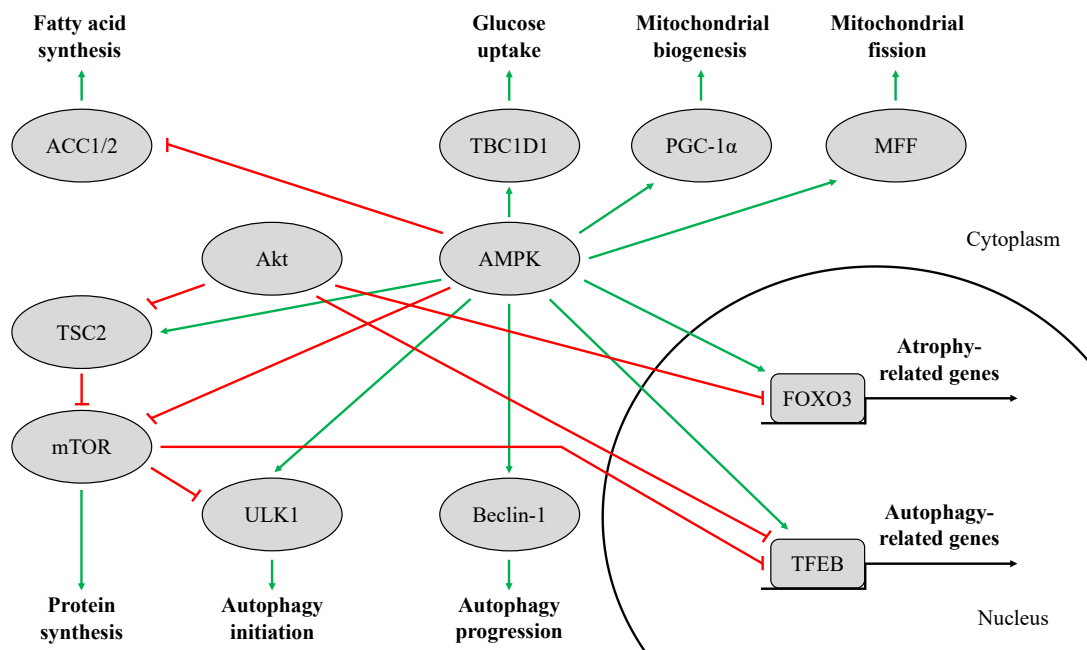 Fatty acid
synthesis
Glucose
uptake
Mitochondrial
biogenesis
Mitochondrial
fission
ACC1/2
TBC1D1
PGC-1α
MFF
Akt
AMPK
Cytoplasm
TSC2
Atrophy-
related genes
FOXO3
mTOR
ULK1
Beclin-1
Autophagy-
related genes
TFEB
Protein
synthesis
Autophagy
initiation
Autophagy
progression
Nucleus